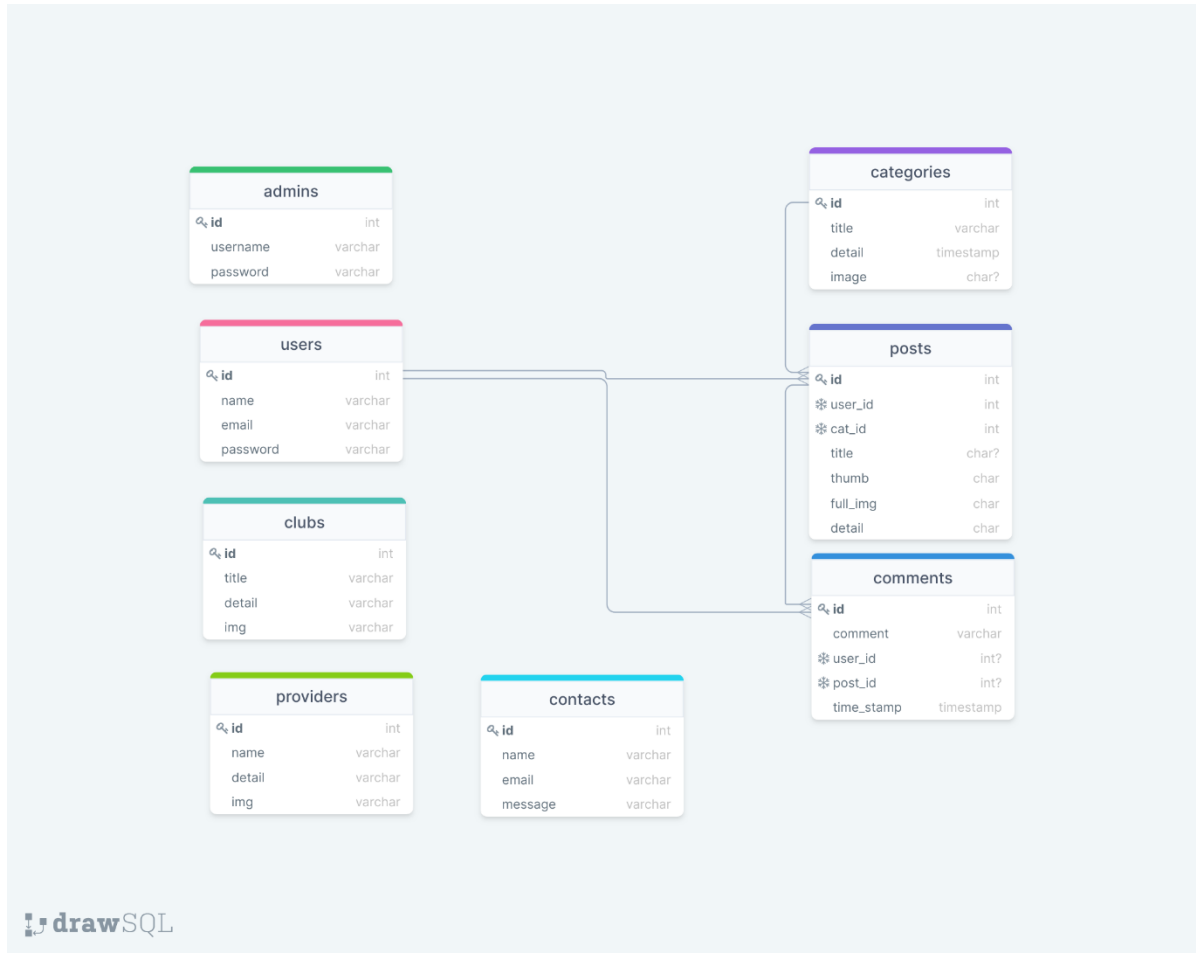 admins
id int
username varchar
password varchar
users
id int
name varchar
email varchar
password varchar
clubs
id int
title varchar
detail varchar
img varchar
providers
id int
name varchar
detail varchar
img varchar
contacts
id int
name varchar
email varchar
message varchar
categories
id int
title varchar
detail timestamp
image char?
posts
id int
user_id int
cat_id int
title char?
thumb char
full_img char
detail char
comments
id int
comment varchar
user_id int?
post_id int?
time_stamp timestamp
drawSQL